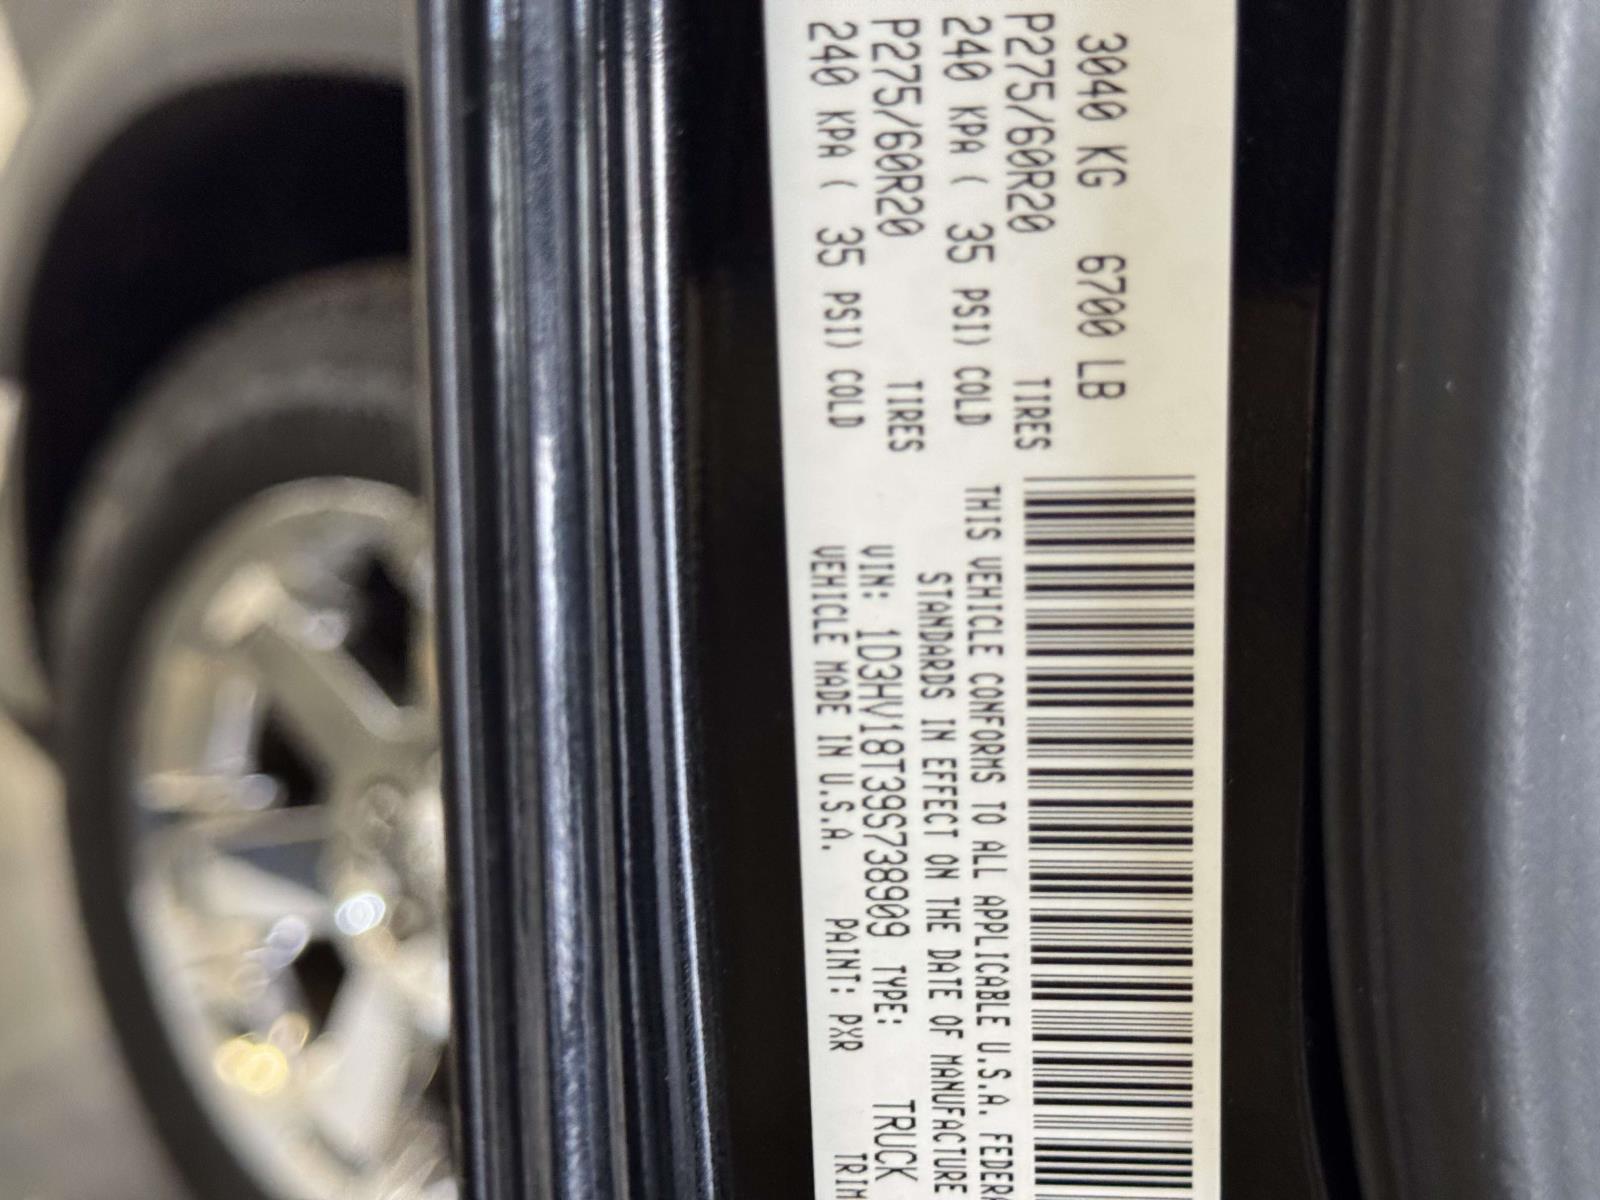 3040 KG 6700 LB
P275/60R20 TIRES
240 KPA ( 35 PSI) COLD
P275/60R20 TIRES
240 KPA ( 35 PSI) COLD
THIS VEHICLE CONFORMS TO ALL APPLICABLE U.S.A. FEDERA
STANDARDS IN EFFECT ON THE DATE OF MANUFACTURE
VIN: 1D3HV18T39S738909 TYPE: TRUCK
VEHICLE MADE IN U.S.A. PAINT: PXR TRIM